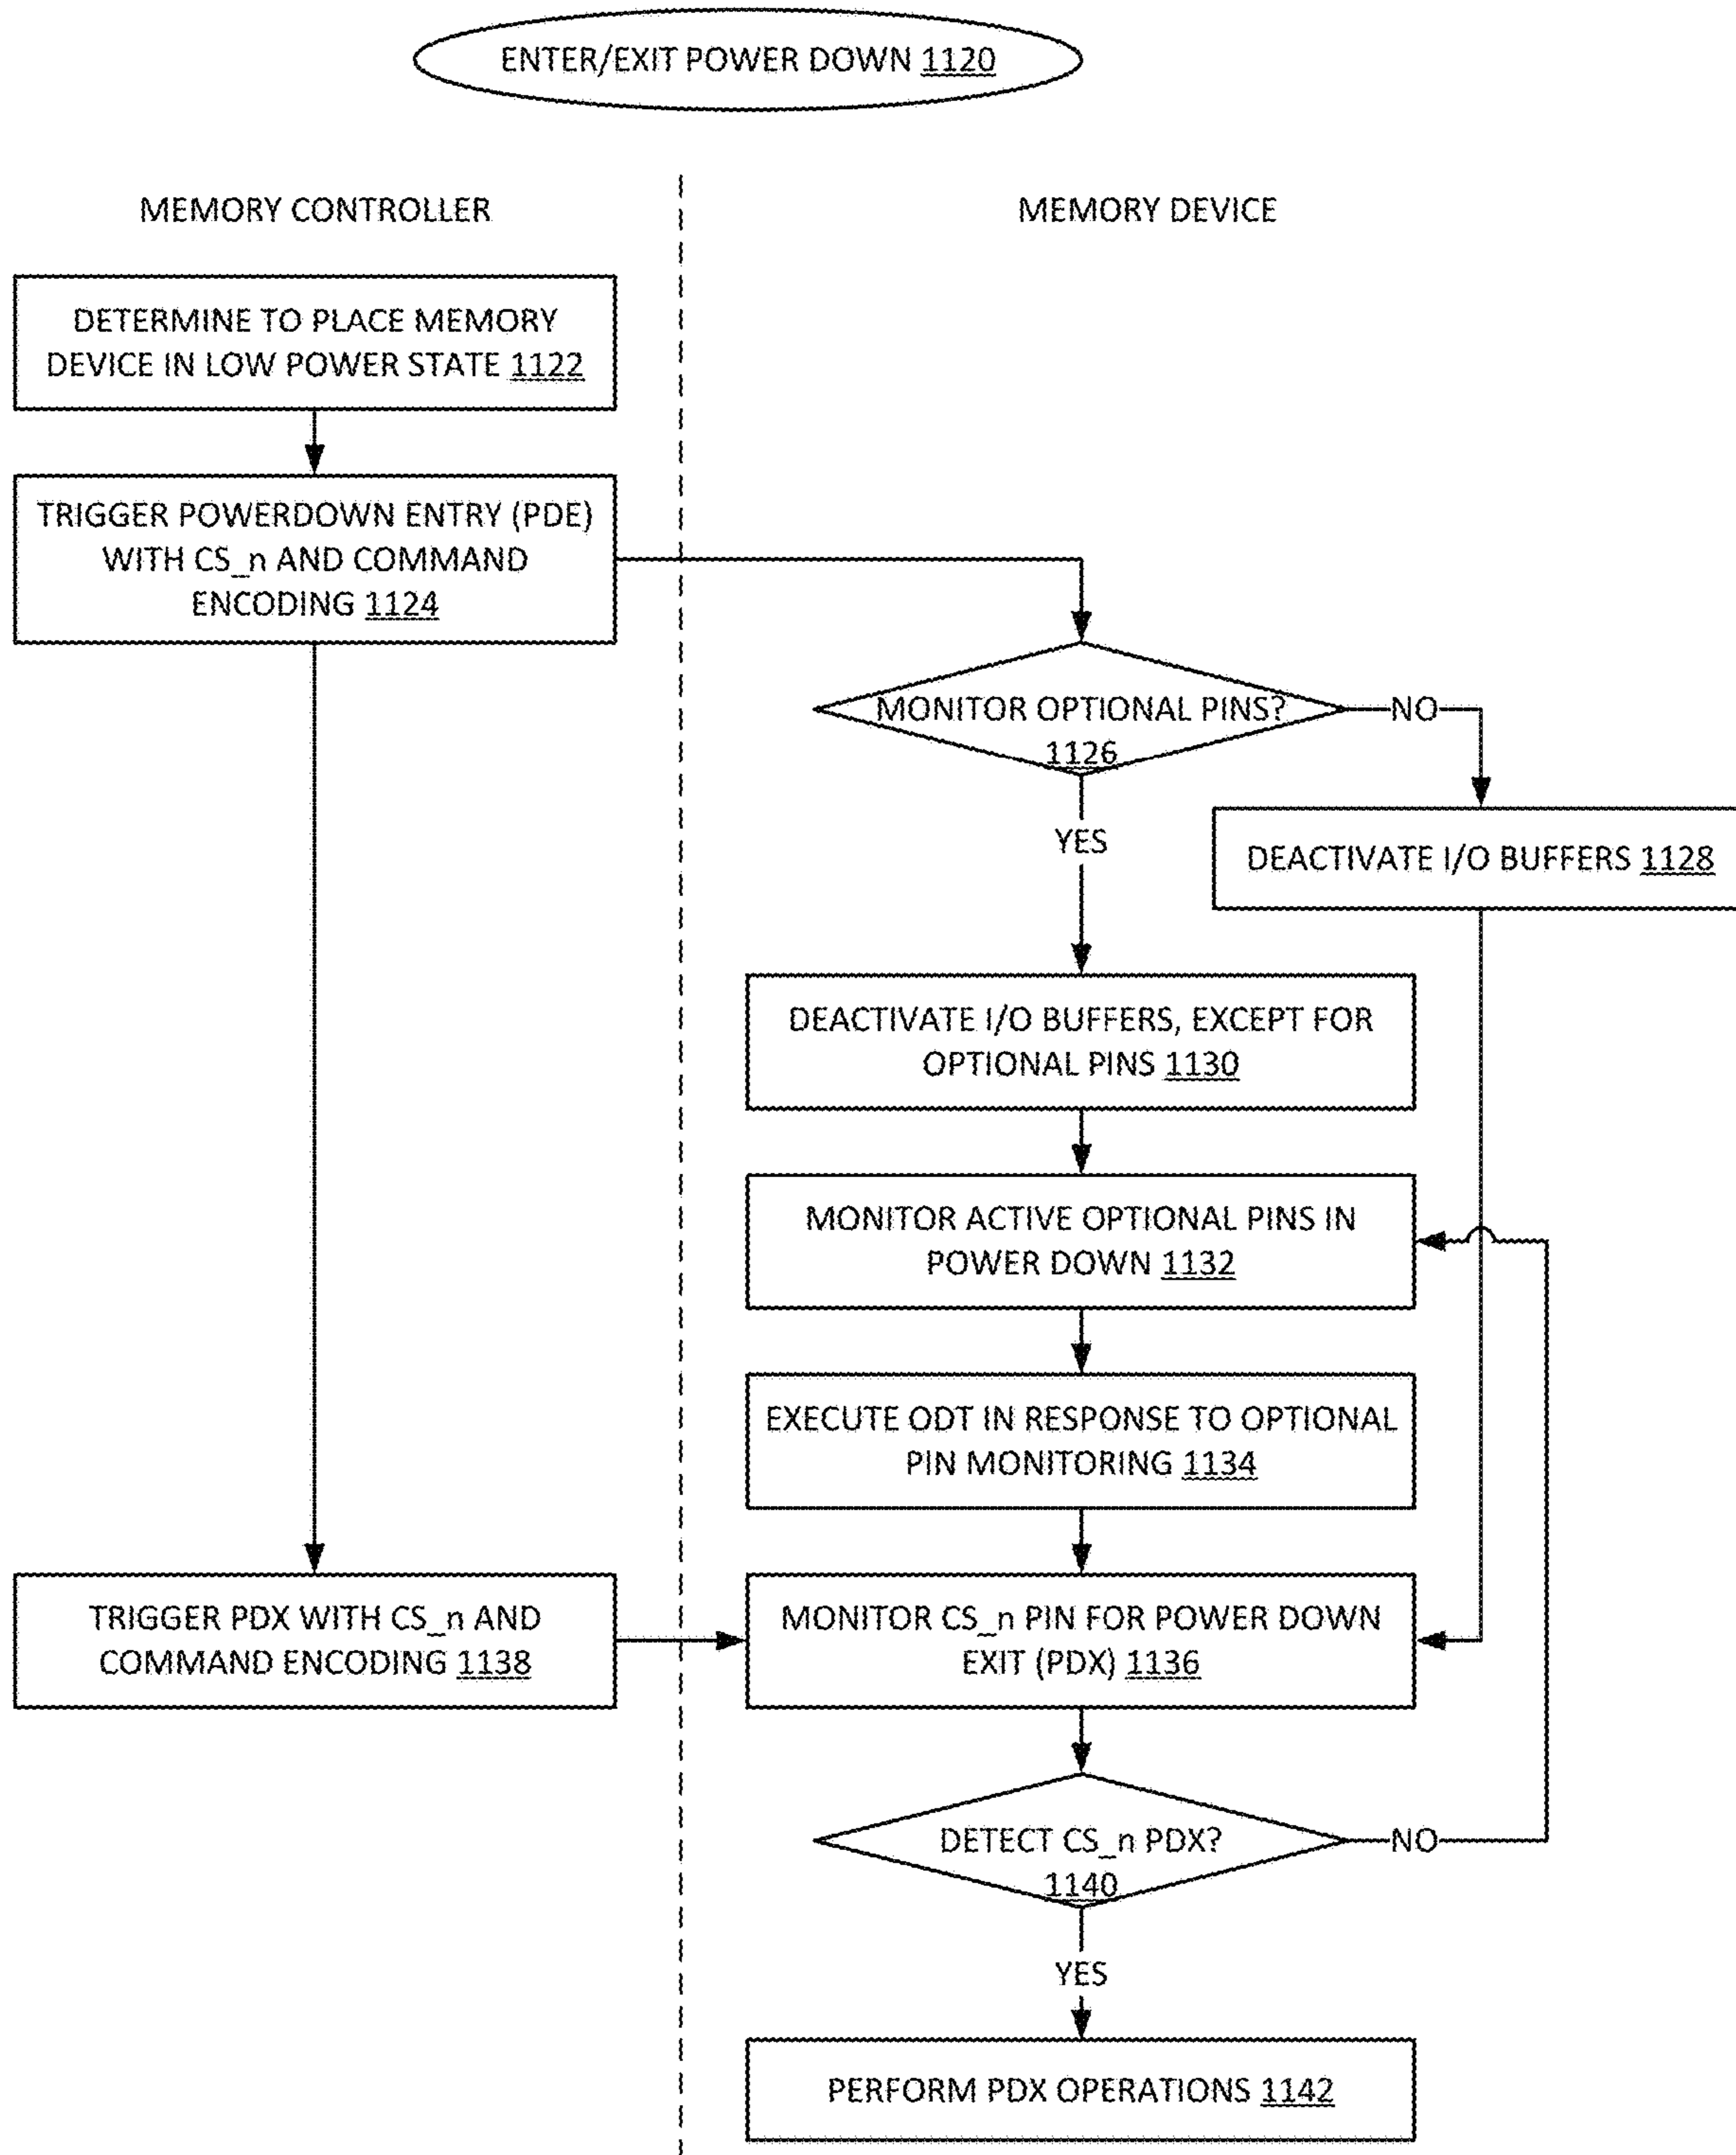 ENTER/EXIT POWER DOWN 1120
MEMORY CONTROLLER
MEMORY DEVICE
DETERMINE TO PLACE MEMORY
DEVICE IN LOW POWER STATE 1122
TRIGGER POWERDOWN ENTRY (PDE)
WITH CS_n AND COMMAND
ENCODING 1124
MONITOR OPTIONAL PINS?
1126
NO
YES
DEACTIVATE I/O BUFFERS 1128
DEACTIVATE I/O BUFFERS, EXCEPT FOR
OPTIONAL PINS 1130
MONITOR ACTIVE OPTIONAL PINS IN
POWER DOWN 1132
EXECUTE ODT IN RESPONSE TO OPTIONAL
PIN MONITORING 1134
TRIGGER PDX WITH CS_n AND
COMMAND ENCODING 1138
MONITOR CS_n PIN FOR POWER DOWN
EXIT (PDX) 1136
DETECT CS_n PDX?
1140
NO
YES
PERFORM PDX OPERATIONS 1142